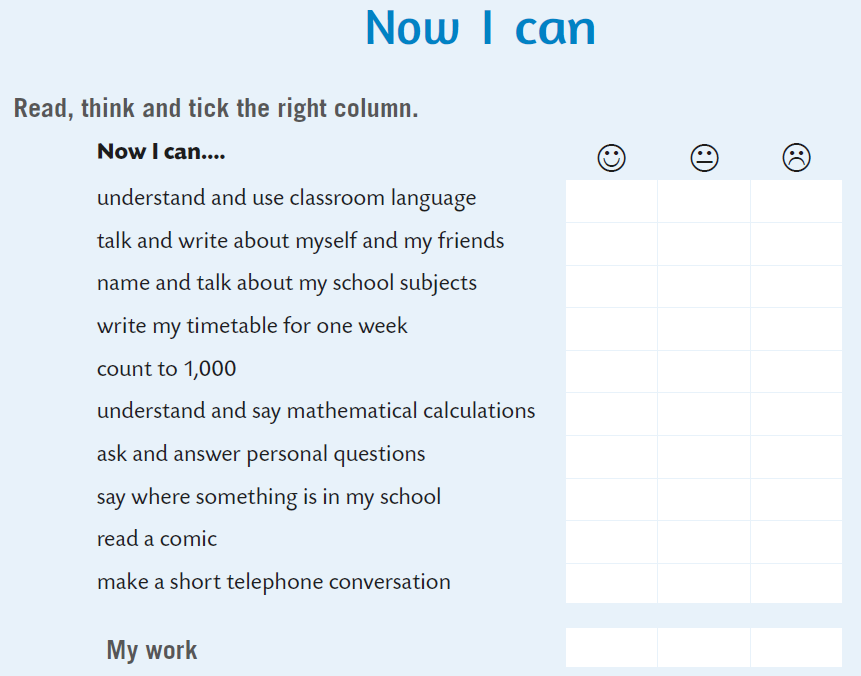 Now I can
Read, think and tick the right column.
Now I can....
understand and use classroom language
talk and write about myself and my friends
name and talk about my school subjects
write my timetable for one week
count to 1,000
understand and say mathematical calculations
ask and answer personal questions
say where something is in my school
read a comic
make a short telephone conversation
My work